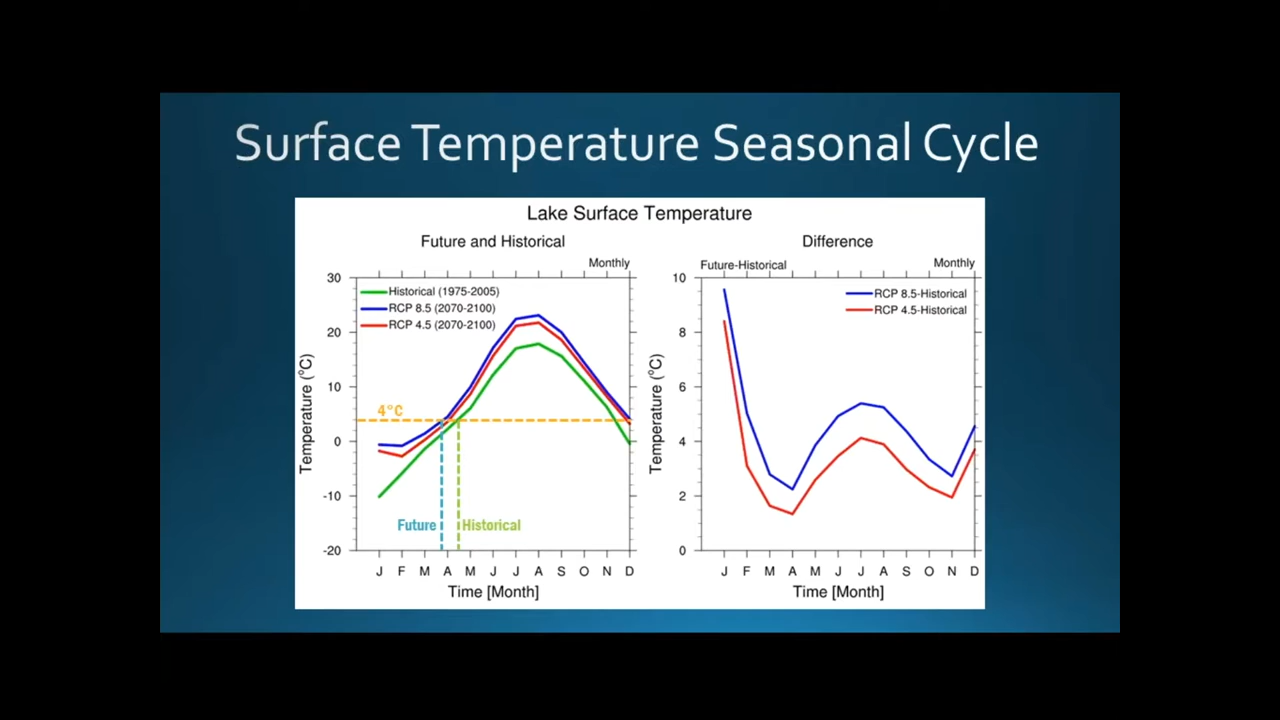 Surface Temperature Seasonal Cycle
Lake Surface Temperature
Future and Historical
Monthly
Historical (1975-2005)
RCP 8.5 (2070-2100)
RCP 4.5 (2070-2100)
30
20
10
0
-10
-20
Temperature (°C)
4°C
Future
Historical
J F M A M J J A S O N D
Time [Month]
Difference
Future-Historical
Monthly
RCP 8.5-Historical
RCP 4.5-Historical
10
8
6
4
2
0
Temperature (°C)
J F M A M J J A S O N D
Time [Month]